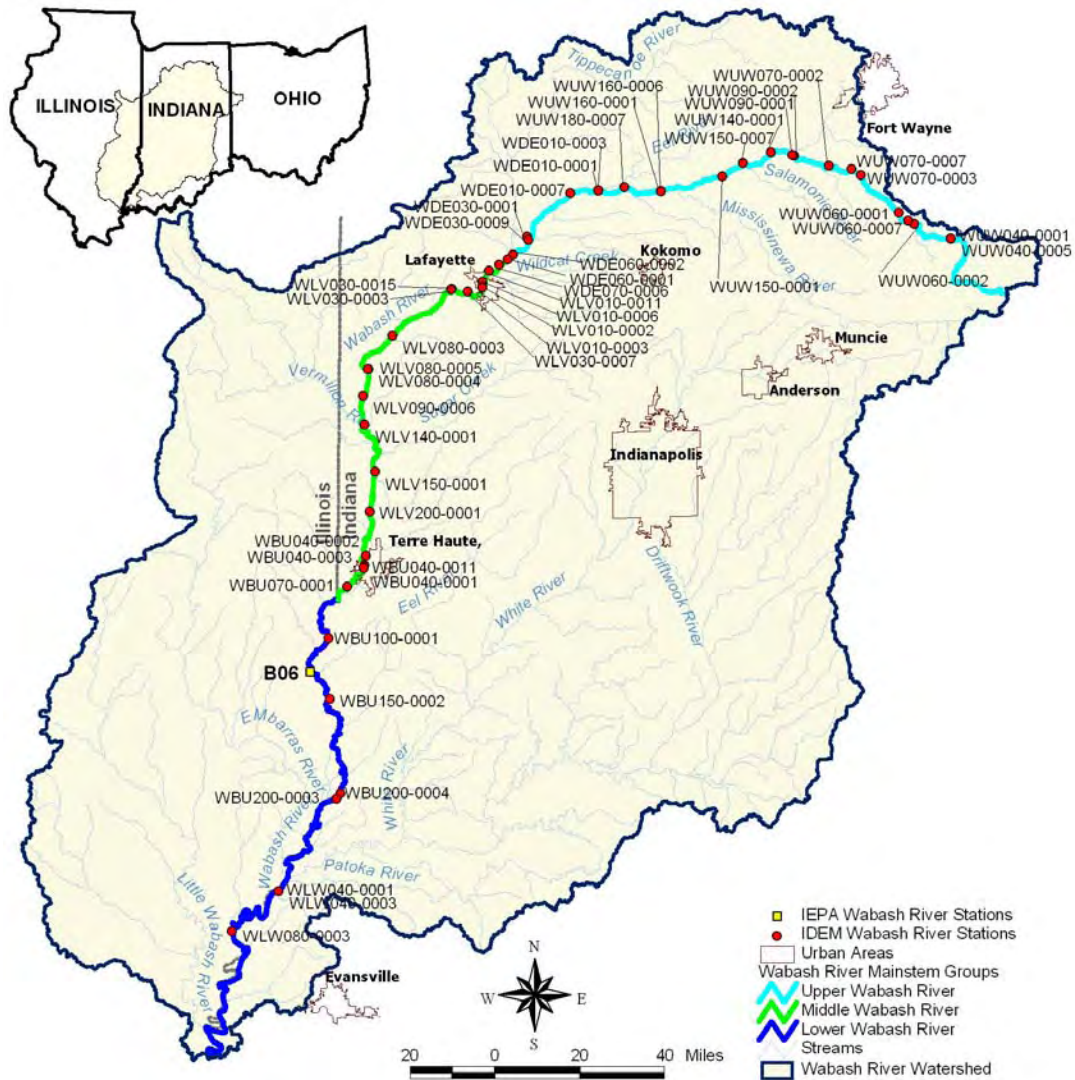 ILLINOIS
INDIANA
OHIO
Tippecanoe River
WUW070-0002
WUW160-0006
WUW090-0002
WUW160-0001
WUW090-0001
WUW180-0007
Eel River
WUW140-0001
WUW150-0007
Fort Wayne
WDE010-0003
WDE010-0001
WDE010-0007
WUW070-0007
WUW070-0003
Salamonie River
WDE030-0001
WDE030-0009
Mississinewa River
WUW060-0001
WUW060-0007
WUW040-0001
WUW040-0005
Lafayette
Wildcat Creek
Kokomo
WDE060-0002
WDE060-0001
WDE070-0006
WUW150-0001
WUW060-0002
WLV030-0015
WLV030-0003
Wabash River
WLV010-0011
WLV010-0006
WLV010-0002
WLV010-0003
WLV030-0007
WLV080-0003
Muncie
WLV080-0005
WLV080-0004
Sugar Creek
Vermilion R
Anderson
WLV090-0006
WLV140-0001
Indianapolis
WLV150-0001
Illinois
Indiana
WLV200-0001
WBU040-0002
Terre Haute,
WBU040-0003
WBU040-0011
WBU070-0001
WBU040-0001
Eel River
White River
Driftwook River
WBU100-0001
B06
WBU150-0002
EMbarras River
White River
WBU200-0003
WBU200-0004
Wabash River
Patoka River
Little Wabash River
WLW040-0001
WLW040-0003
WLW080-0003
Evansville
N
W
E
S
IEPA Wabash River Stations
IDEM Wabash River Stations
Urban Areas
Wabash River Mainstem Groups
Upper Wabash River
Middle Wabash River
Lower Wabash River
Streams
Wabash River Watershed
20 0 20 40 Miles